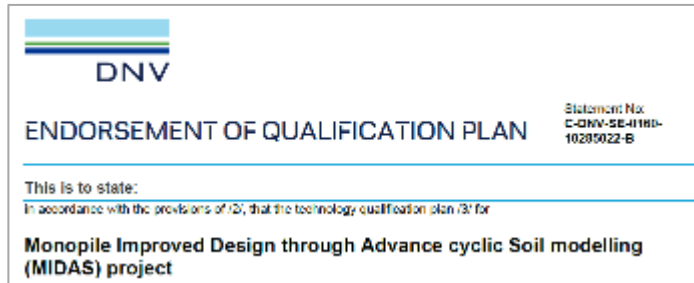 DNV
ENDORSEMENT OF QUALIFICATION PLAN
Statement No:
C-DNV-SE-0160-
10285022-B
This is to state:
in accordance with the provisions of /2/, that the technology qualification plan /3/ for
Monopile Improved Design through Advance cyclic Soil modelling
(MIDAS) project